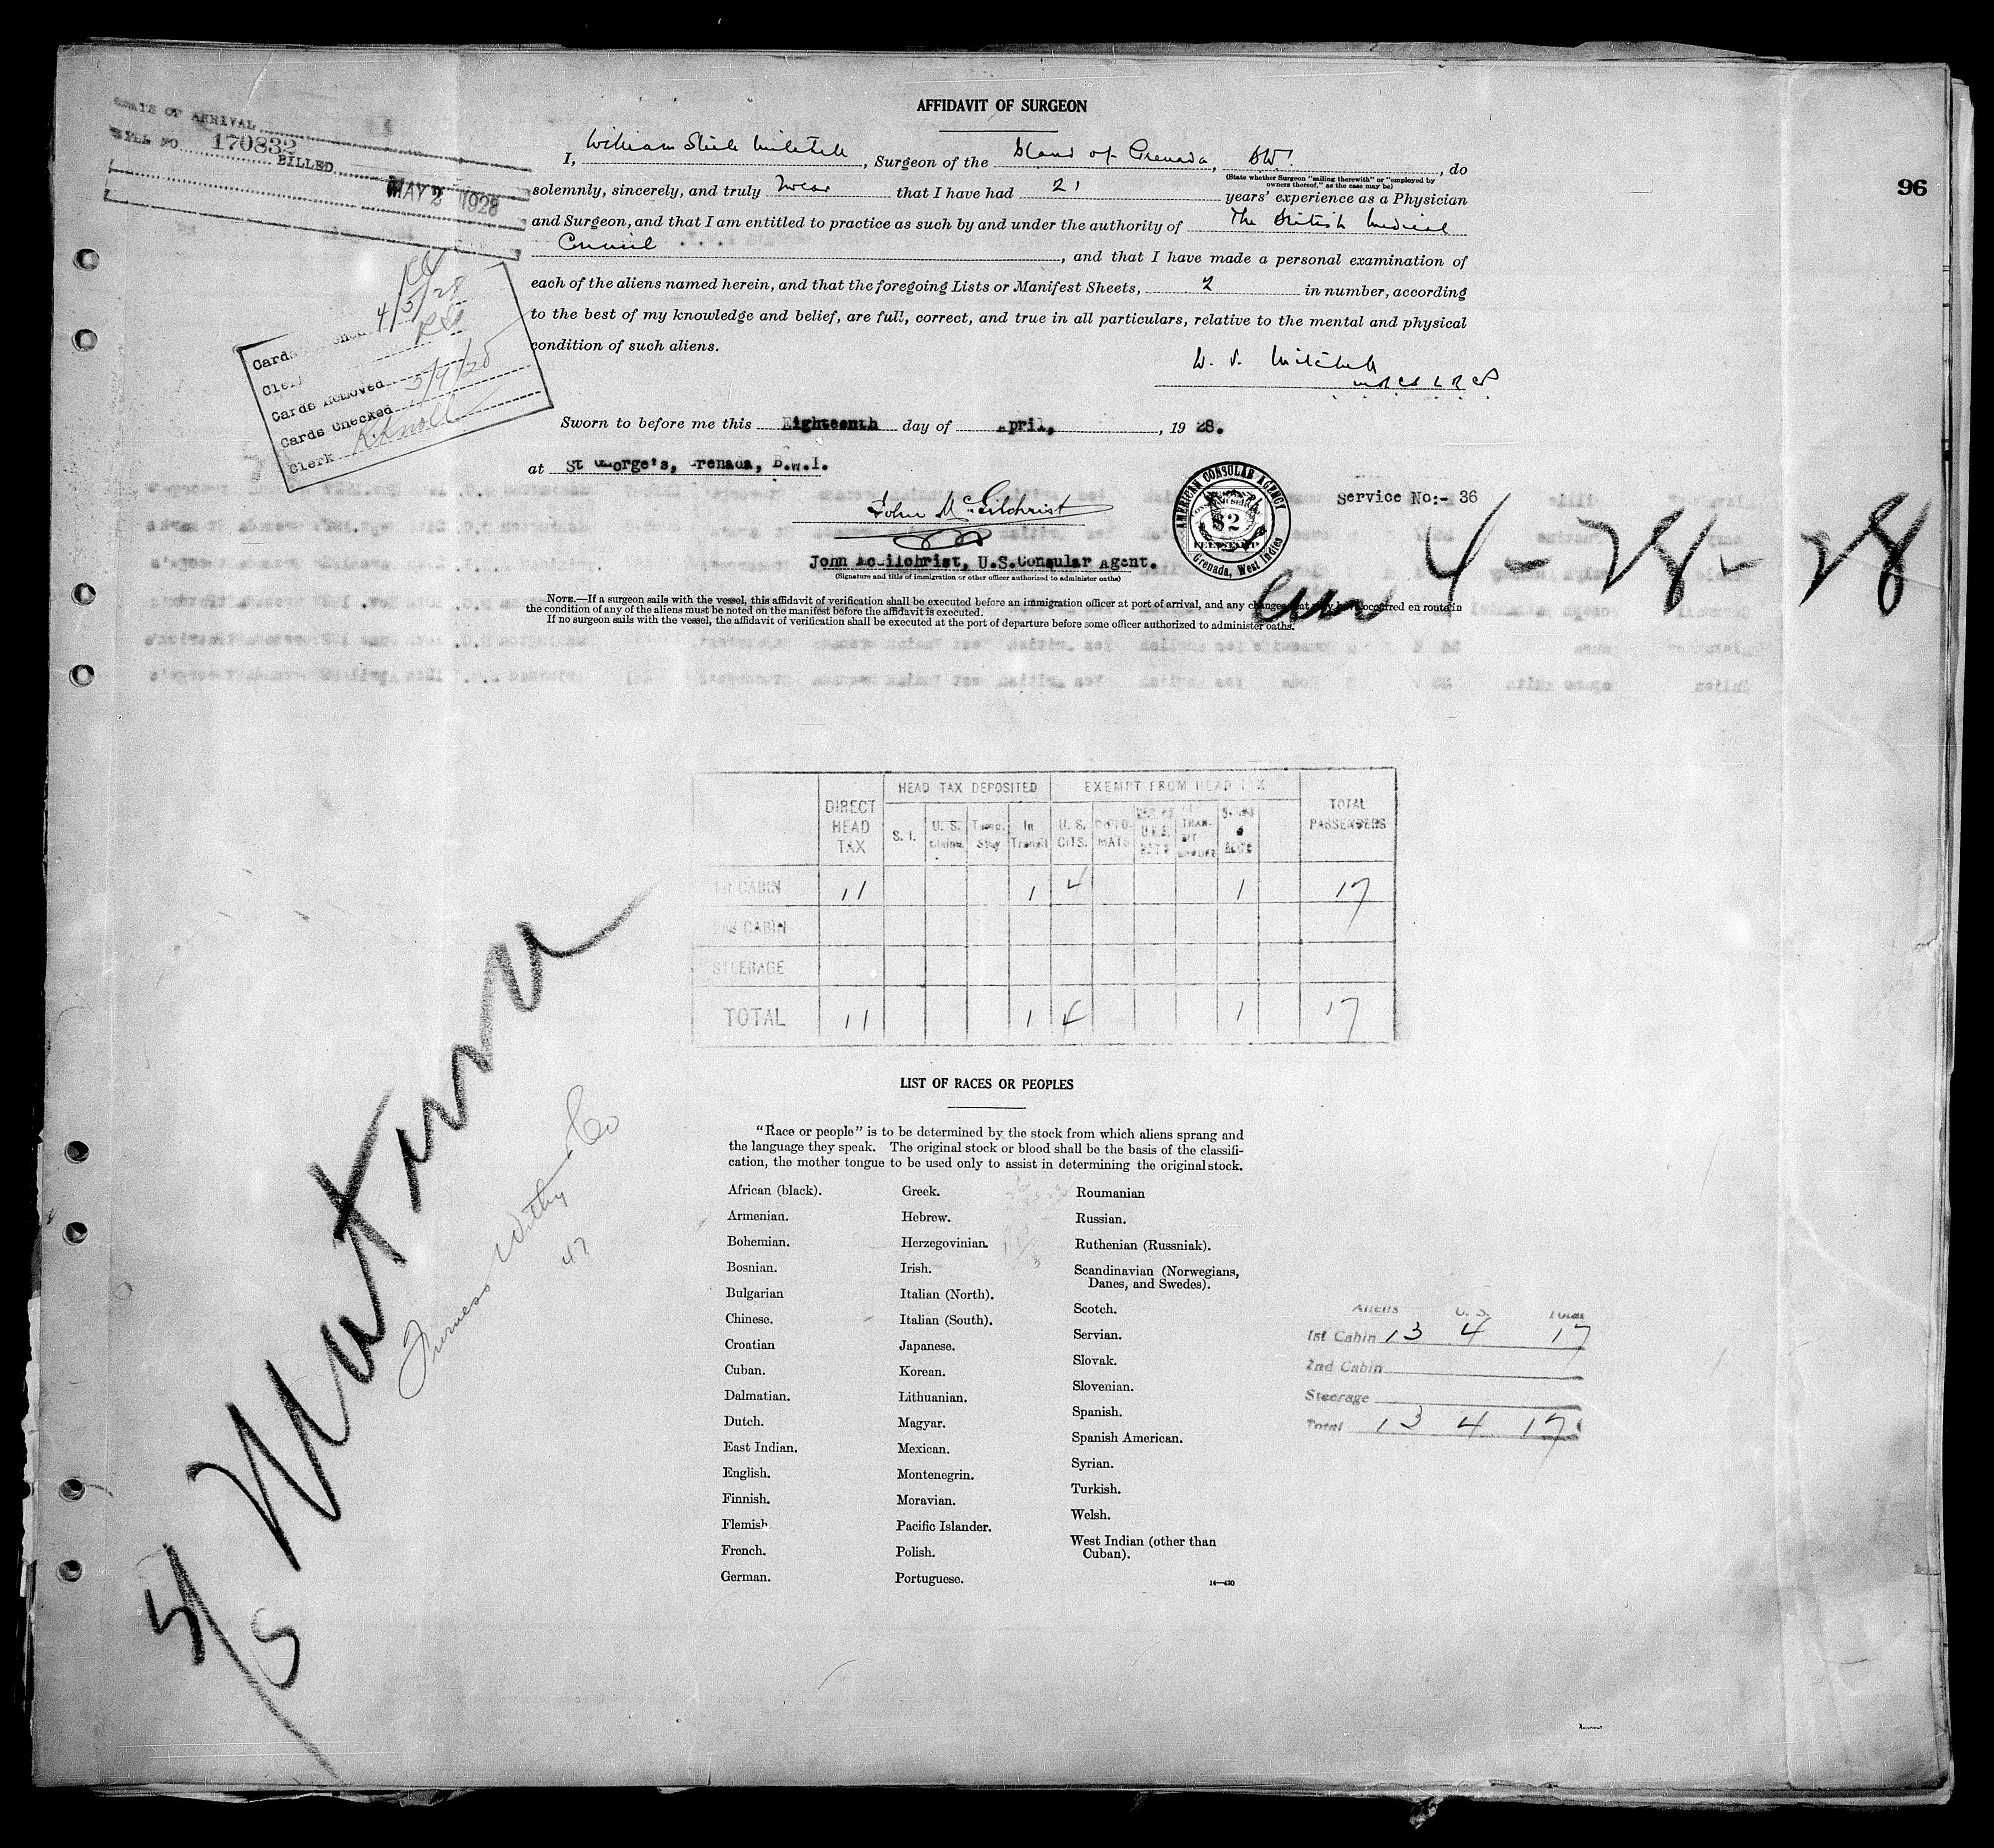 AFFIDAVIT OF SURGEON
96
DATE OF ARRIVAL
BILL NO. 170832 BILLED
MAY 2 1928
I, William Mitchell, Surgeon of the Island of Grenada, BWI, do
(State whether Surgeon "sailing therewith" or "employed by
owners thereof," as the case may be)
solemnly, sincerely, and truly swear that I have had 21 years' experience as a Physician
and Surgeon, and that I am entitled to practice as such by and under the authority of The British Medical
Council, and that I have made a personal examination of
each of the aliens named herein, and that the foregoing Lists or Manifest Sheets, 2 in number, according
to the best of my knowledge and belief, are full, correct, and true in all particulars, relative to the mental and physical
condition of such aliens.
W. S. Mitchell
Cards 4/5/28
Clerk
Cards Removed
Cards Checked
Clerk K. Knoll
Sworn to before me this Eighteenth day of April, 1928.
at St George's, Grenada, B.W.I.
John McGilchrist
John McGilchrist, U.S.Consular Agent.
(Signature and title of immigration or other officer authorized to administer oaths)
AMERICAN CONSULAR AGENCY
$2
FEE STAMP
Grenada, West Indies
Service No:- 36
4-28-28
NOTE.—If a surgeon sails with the vessel, this affidavit of verification shall be executed before an immigration officer at port of arrival, and any changes that may have occurred en route in
the condition of any of the aliens must be noted on the manifest before the affidavit is executed.
If no surgeon sails with the vessel, the affidavit of verification shall be executed at the port of departure before some officer authorized to administer oaths.
HEAD TAX DEPOSITED EXEMPT FROM HEAD TAX
DIRECT HEAD TAX S. I. U. S. Claims Temp. Stay In Transit U. S. CITS. DIPLOMATS TOTAL PASSENGERS
1st CABIN 11 1 4 1 17
2nd CABIN
STEERAGE
TOTAL 11 1 4 1 17
Matura
Furness Withy Co
47
5/5
LIST OF RACES OR PEOPLES
"Race or people" is to be determined by the stock from which aliens sprang and
the language they speak. The original stock or blood shall be the basis of the classifi-
cation, the mother tongue to be used only to assist in determining the original stock.
African (black).
Armenian.
Bohemian.
Bosnian.
Bulgarian
Chinese.
Croatian
Cuban.
Dalmatian.
Dutch.
East Indian.
English.
Finnish.
Flemish
French.
German.
Greek.
Hebrew.
Herzegovinian.
Irish.
Italian (North).
Italian (South).
Japanese.
Korean.
Lithuanian.
Magyar.
Mexican.
Montenegrin.
Moravian.
Pacific Islander.
Polish.
Portuguese.
Roumanian
Russian.
Ruthenian (Russniak).
Scandinavian (Norwegians,
Danes, and Swedes).
Scotch.
Servian.
Slovak.
Slovenian.
Spanish.
Spanish American.
Syrian.
Turkish.
Welsh.
West Indian (other than
Cuban).
14—430
Aliens U. S. Total
1st Cabin 13 4 17
2nd Cabin
Steerage
Total 13 4 17